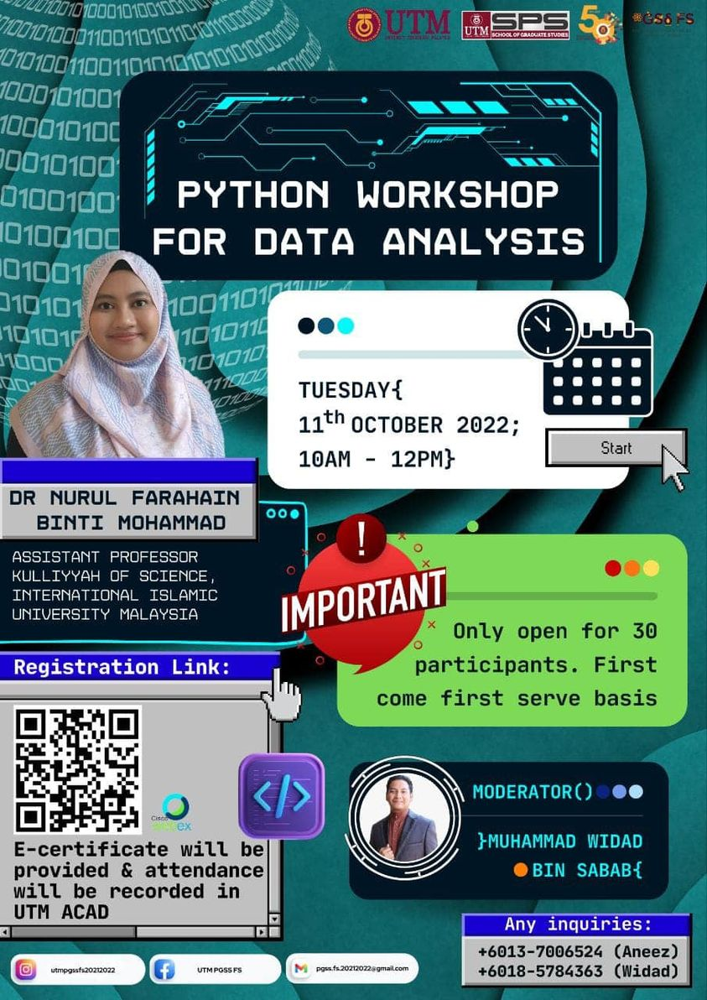 UTM
UTM
SPS
SCHOOL OF GRADUATE STUDIES
PYTHON WORKSHOP
FOR DATA ANALYSIS
TUESDAY{
11th OCTOBER 2022;
10AM - 12PM}
Start
DR NURUL FARAHAIN
BINTI MOHAMMAD
ASSISTANT PROFESSOR
KULLIYYAH OF SCIENCE,
INTERNATIONAL ISLAMIC
UNIVERSITY MALAYSIA
!
IMPORTANT
Only open for 30
participants. First
come first serve basis
Registration Link:
Cisco
webex
</>
E-certificate will be
provided & attendance
will be recorded in
UTM ACAD
MODERATOR()
}MUHAMMAD WIDAD
BIN SABAB{
Any inquiries:
+6013-7006524 (Aneez)
+6018-5784363 (Widad)
utmpgssfs20212022
UTM PGSS FS
pgss.fs.20212022@gmail.com